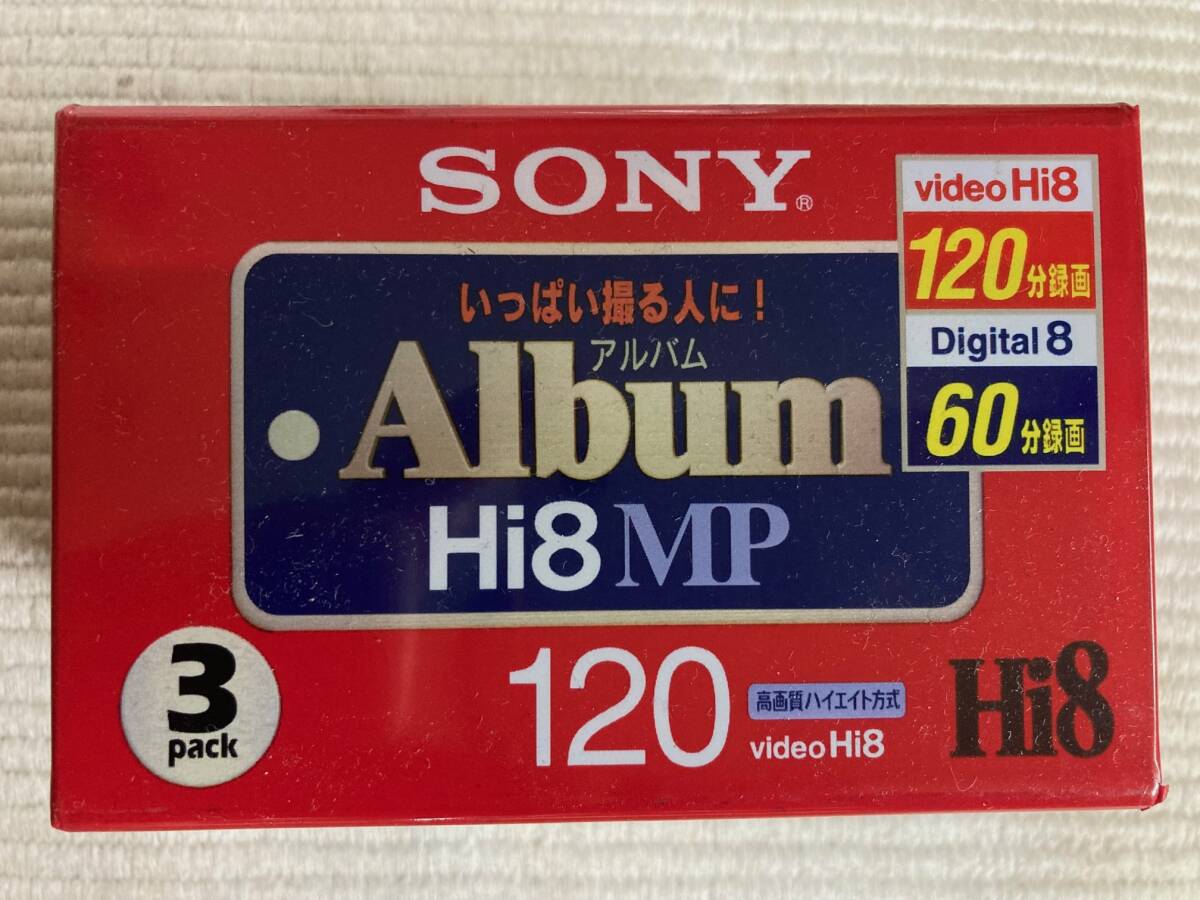 SONY®
video Hi8
120分録画
Digital 8
60分録画
いっぱい撮る人に！
アルバム
Album
Hi8 MP
3
pack
120
高画質ハイエイト方式
video Hi8
Hi8